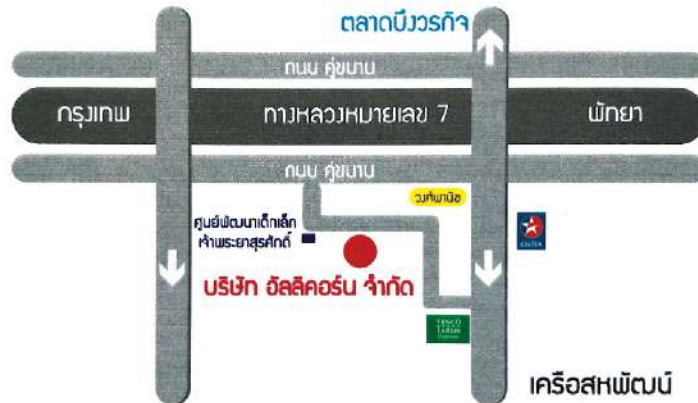 ตลาดบึงวรกิจ
ถนน คู่ขนาน
กรุงเทพ
ทางหลวงหมายเลข 7
พัทยา
ถนน คู่ขนาน
วงศ์พานิช
ศูนย์พัฒนาเด็กเล็ก
เจ้าพระยาสุรศักดิ์
CALTEX
บริษัท อัลลิคอร์น จำกัด
TESCO
Lotus
เครือสหพัฒน์